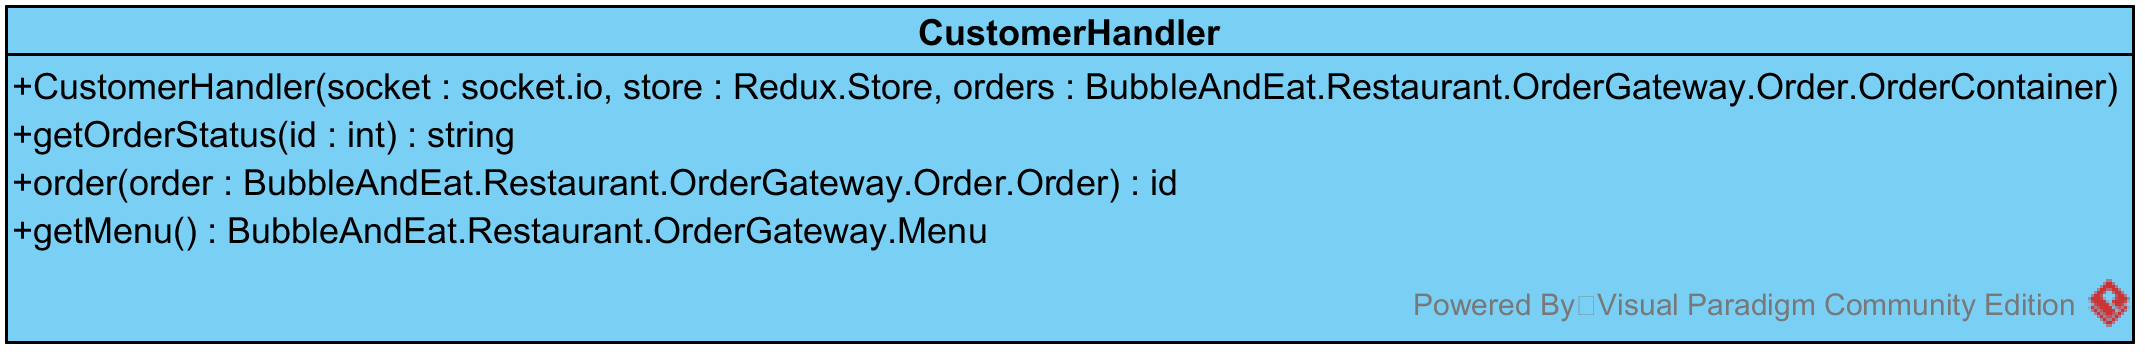 CustomerHandler
+CustomerHandler(socket : socket.io, store : Redux.Store, orders : BubbleAndEat.Restaurant.OrderGateway.Order.OrderContainer)
+getOrderStatus(id : int) : string
+order(order : BubbleAndEat.Restaurant.OrderGateway.Order.Order) : id
+getMenu() : BubbleAndEat.Restaurant.OrderGateway.Menu
Powered By□Visual Paradigm Community Edition